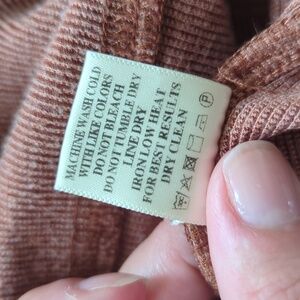 MACHINE WASH COLD
WITH LIKE COLORS
DO NOT BLEACH
DO NOT TUMBLE DRY
LINE DRY
IRON LOW HEAT
FOR BEST RESULTS
DRY CLEAN
P